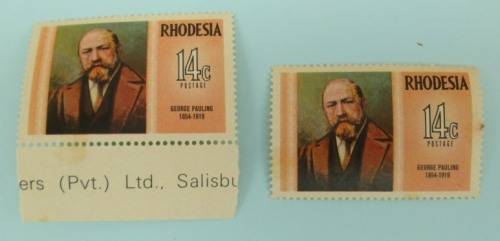 RHODESIA
14c
POSTAGE
GEORGE PAULING
1854-1919
ers (Pvt.) Ltd., Salisbu
RHODESIA
14c
POSTAGE
GEORGE PAULING
1854-1919